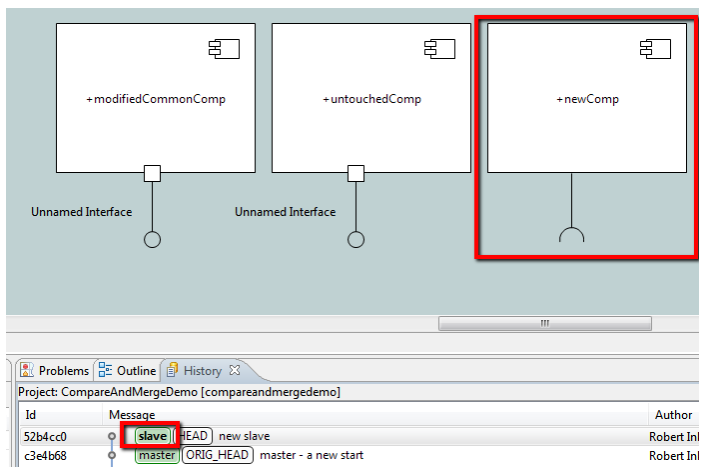 +modifiedCommonComp +untouchedComp +newComp
Unnamed Interface Unnamed Interface
Problems Outline History
Project: CompareAndMergeDemo [compareandmergedemo]
Id Message Author
52b4cc0 slave HEAD new slave Robert Inl
c3e4b68 master ORIG_HEAD master - a new start Robert Inl